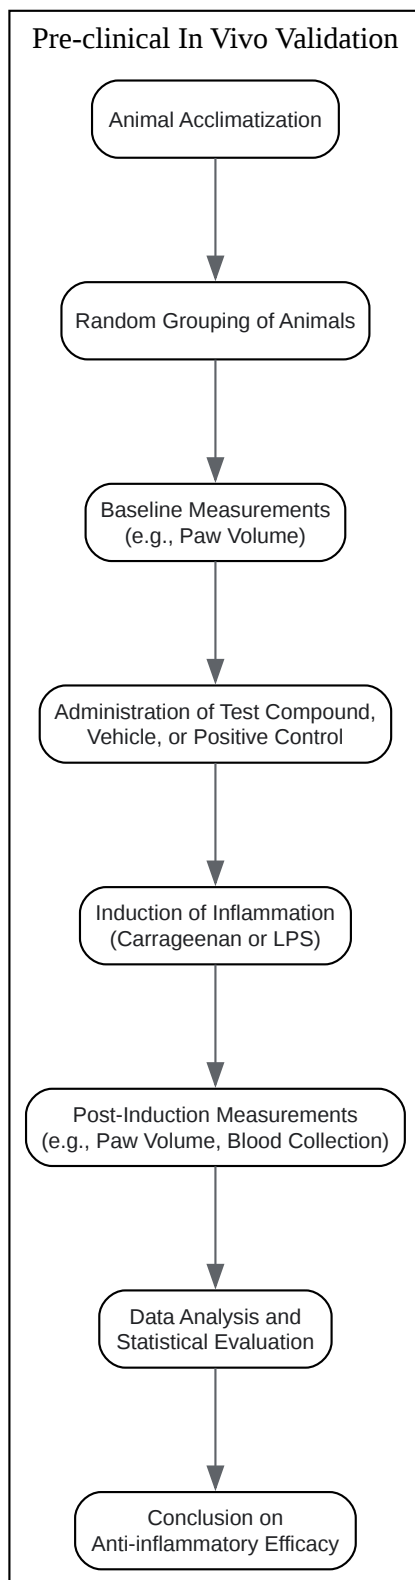 Pre-clinical In Vivo Validation
Animal Acclimatization
Random Grouping of Animals
Baseline Measurements
(e.g., Paw Volume)
Administration of Test Compound,
Vehicle, or Positive Control
Induction of Inflammation
(Carrageenan or LPS)
Post-Induction Measurements
(e.g., Paw Volume, Blood Collection)
Data Analysis and
Statistical Evaluation
Conclusion on
Anti-inflammatory Efficacy